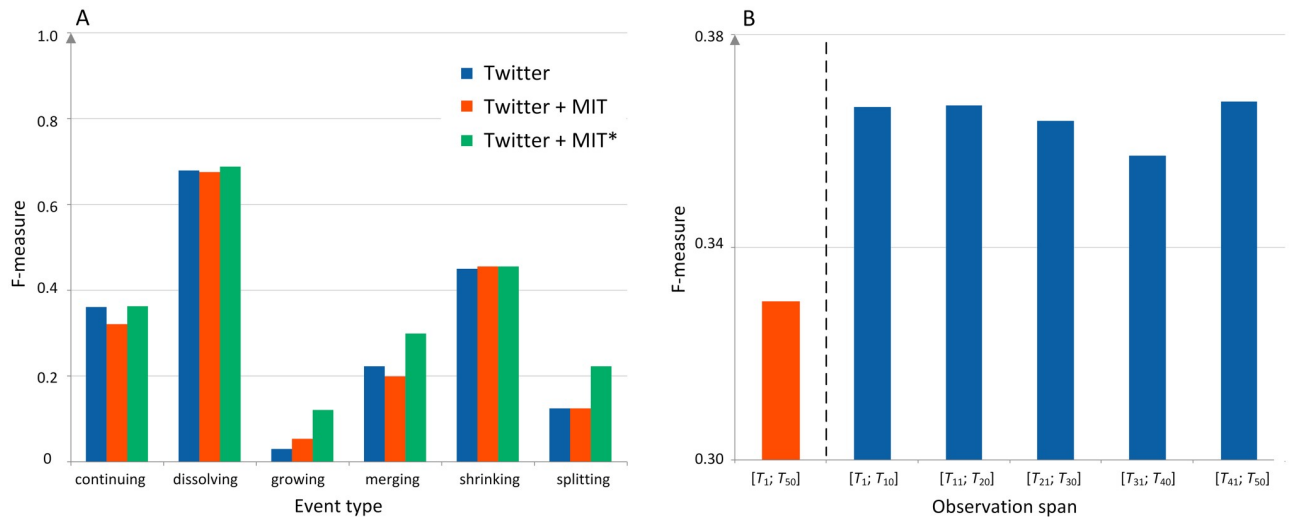 A
1.0
0.8
0.6
0.4
0.2
0
F-measure
Twitter
Twitter + MIT
Twitter + MIT*
continuing dissolving growing merging shrinking splitting
Event type
B
0.38
0.34
0.30
F-measure
[T1; T50] [T1; T10] [T11; T20] [T21; T30] [T31; T40] [T41; T50]
Observation span